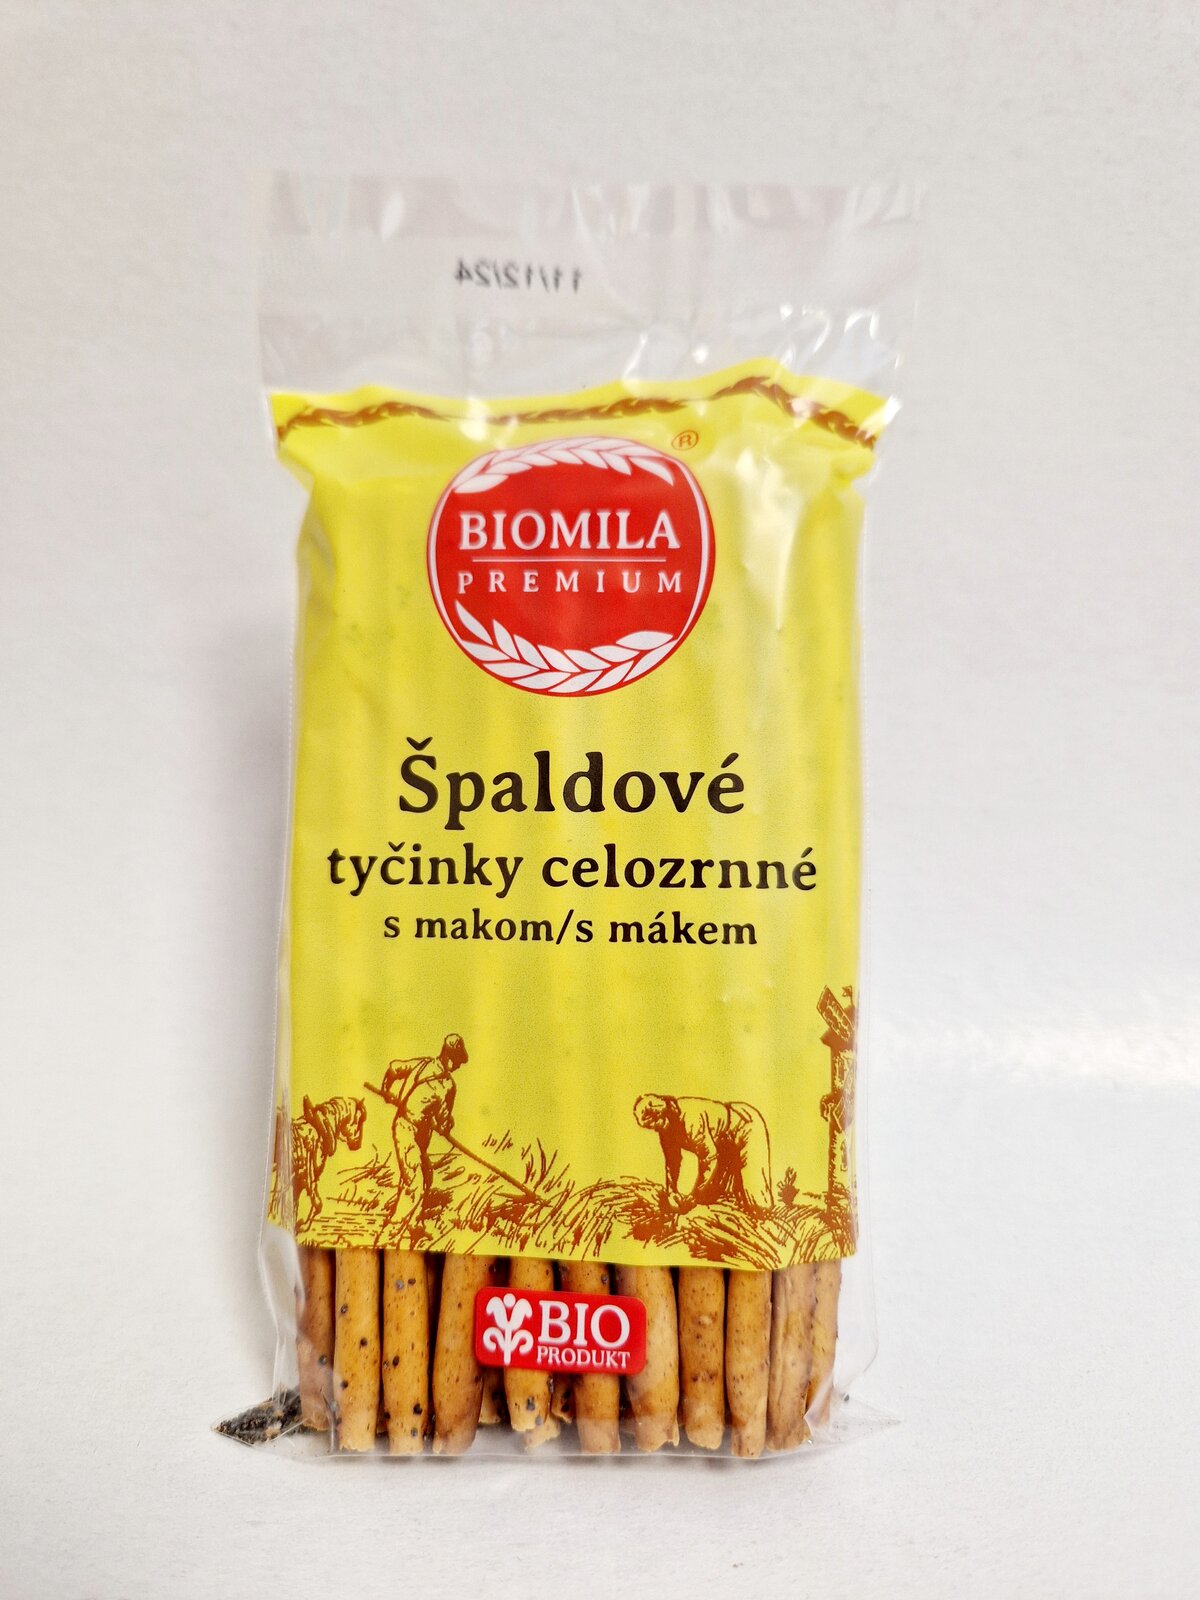 11/12/24
®
BIOMILA
PREMIUM
Špaldové
tyčinky celozrnné
s makom/s mákem
BIO
PRODUKT